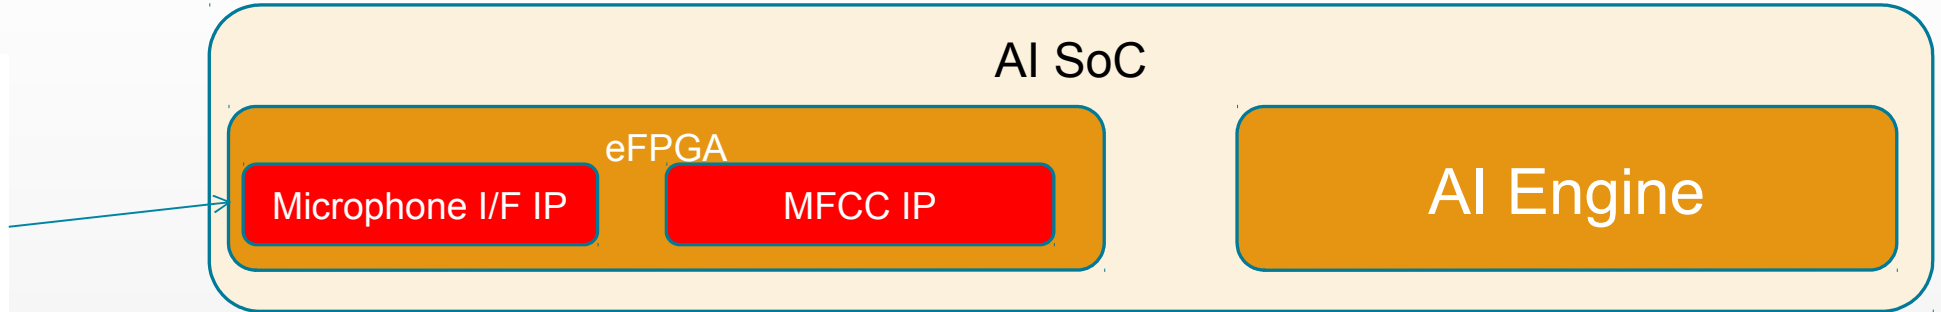 AI SoC
eFPGA
Microphone I/F IP
MFCC IP
AI Engine